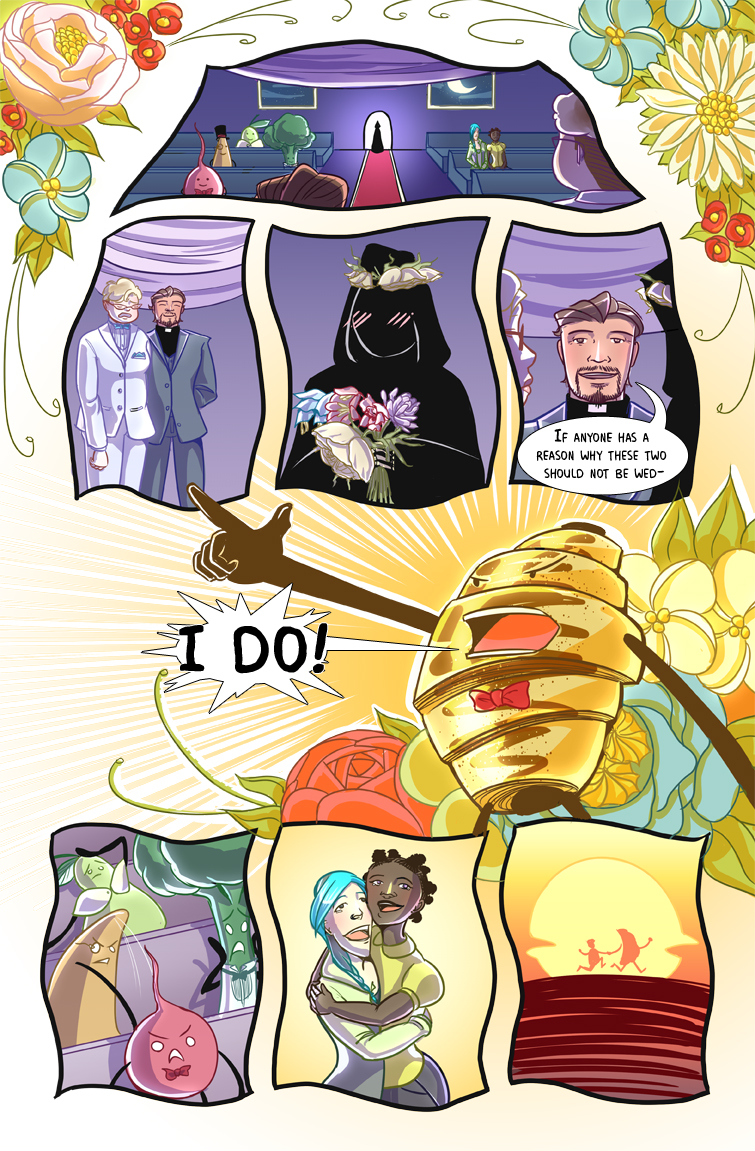 If anyone has a
reason why these two
should not be wed-
I DO!